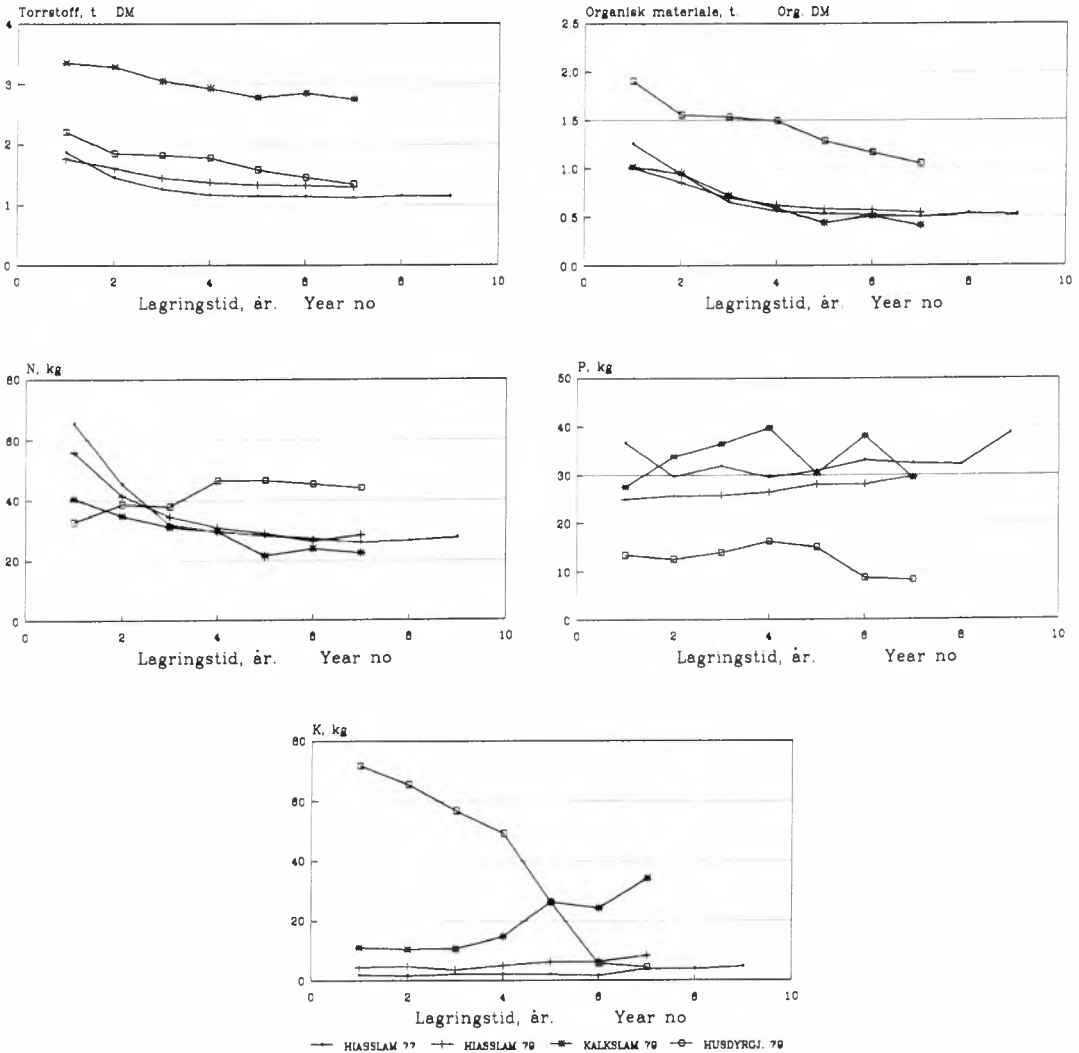 Torrstoff, t DM
4
3
2
1
0
0 2 4 6 8 10
Lagringstid, år. Year no
Organisk materiale, t. Org. DM
2.5
2.0
1.5
1.0
0.5
0.0
0 2 4 6 8 10
Lagringstid, år. Year no
N, kg
80
60
40
20
0
0 2 4 6 8 10
Lagringstid, år. Year no
P, kg
50
40
30
20
10
0
0 2 4 6 8 10
Lagringstid, år. Year no
K, kg
80
60
40
20
0
0 2 4 6 8 10
Lagringstid, år. Year no
HIASSLAM 77 HIASSLAM 79 KALKSLAM 79 HUSDYRGJ. 79